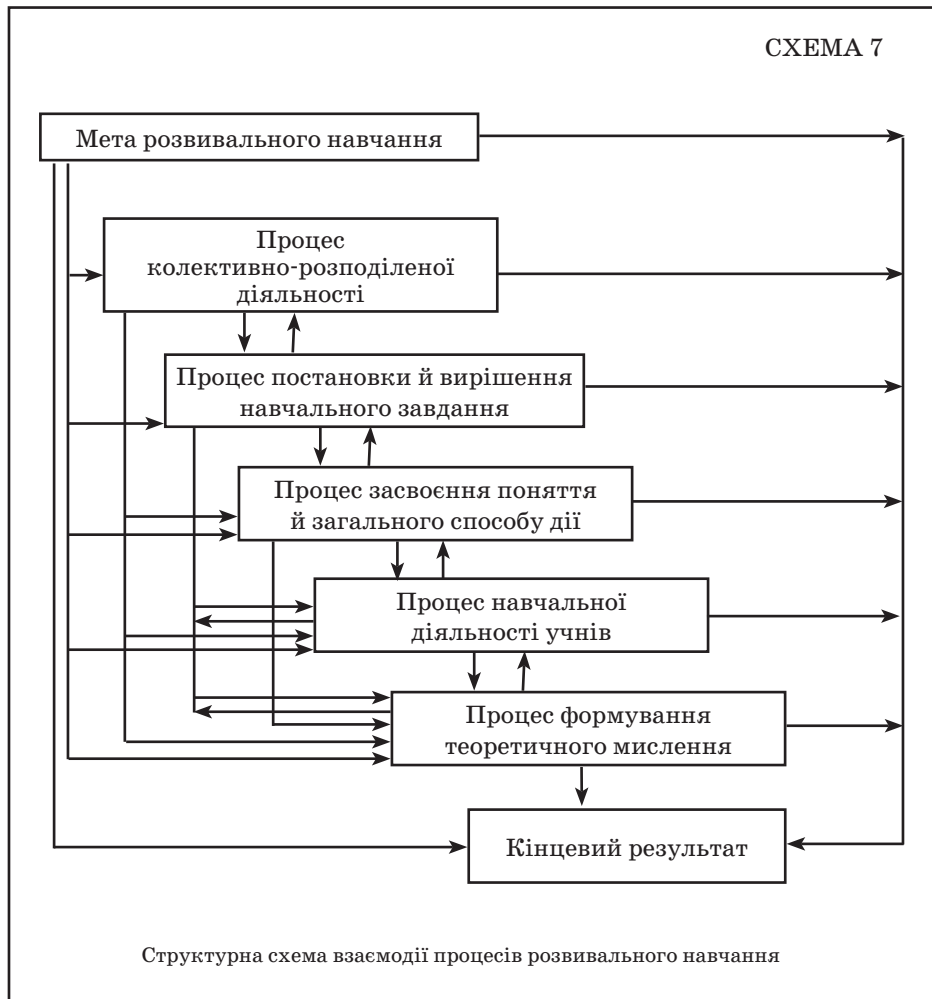 СХЕМА 7
Мета розвивального навчання
Процес
колективно-розподіленої
діяльності
Процес постановки й вирішення
навчального завдання
Процес засвоєння поняття
й загального способу дії
Процес навчальної
діяльності учнів
Процес формування
теоретичного мислення
Кінцевий результат
Структурна схема взаємодії процесів розвивального навчання